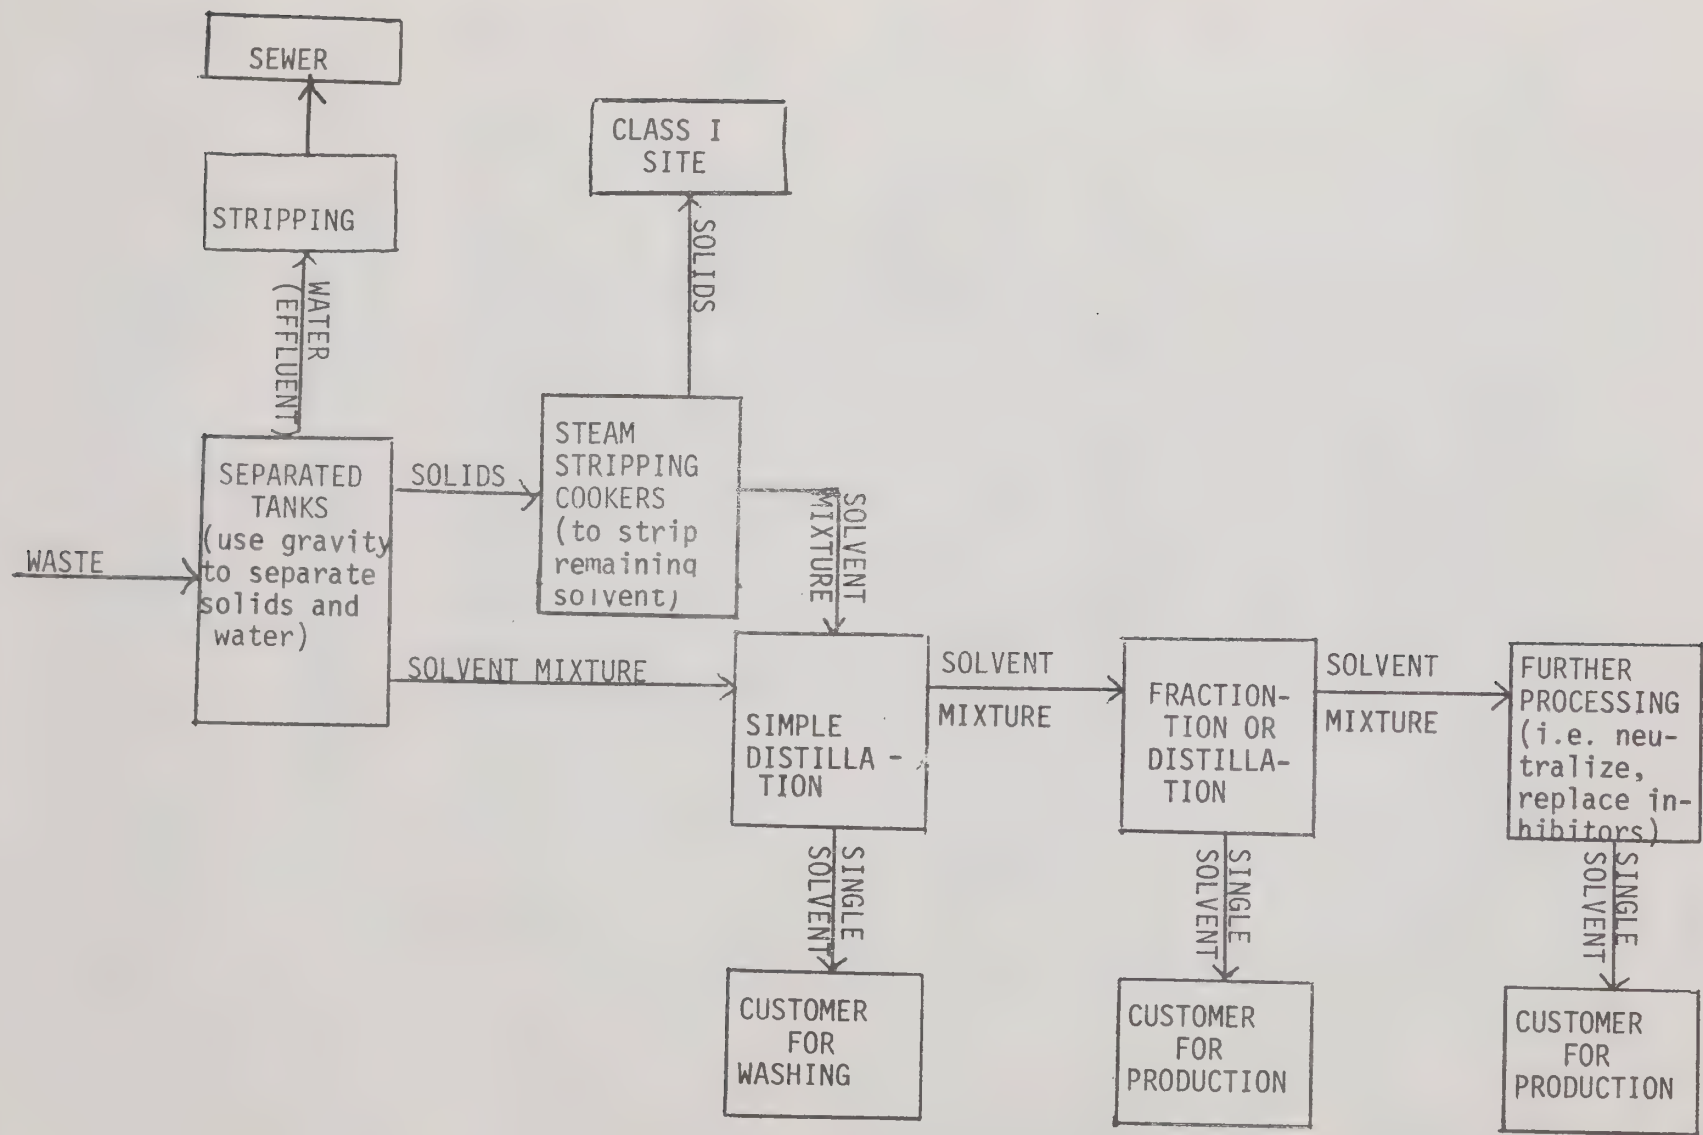 SEWER
CLASS I
SITE
STRIPPING
SOLIDS
WATER
(EFFLUENT)
SEPARATED
TANKS
(use gravity
to separate
solids and
water)
SOLIDS
STEAM
STRIPPING
COOKERS
(to strip
remaining
solvent)
SOLVENT
MIXTURE
WASTE
SOLVENT MIXTURE
SIMPLE
DISTILLA -
TION
SOLVENT
MIXTURE
FRACTION-
TION OR
DISTILLA-
TION
SOLVENT
MIXTURE
FURTHER
PROCESSING
(i.e. neu-
tralize,
replace in-
hibitors)
SINGLE
SOLVENT
SINGLE
SOLVENT
SINGLE
SOLVENT
CUSTOMER
FOR
WASHING
CUSTOMER
FOR
PRODUCTION
CUSTOMER
FOR
PRODUCTION